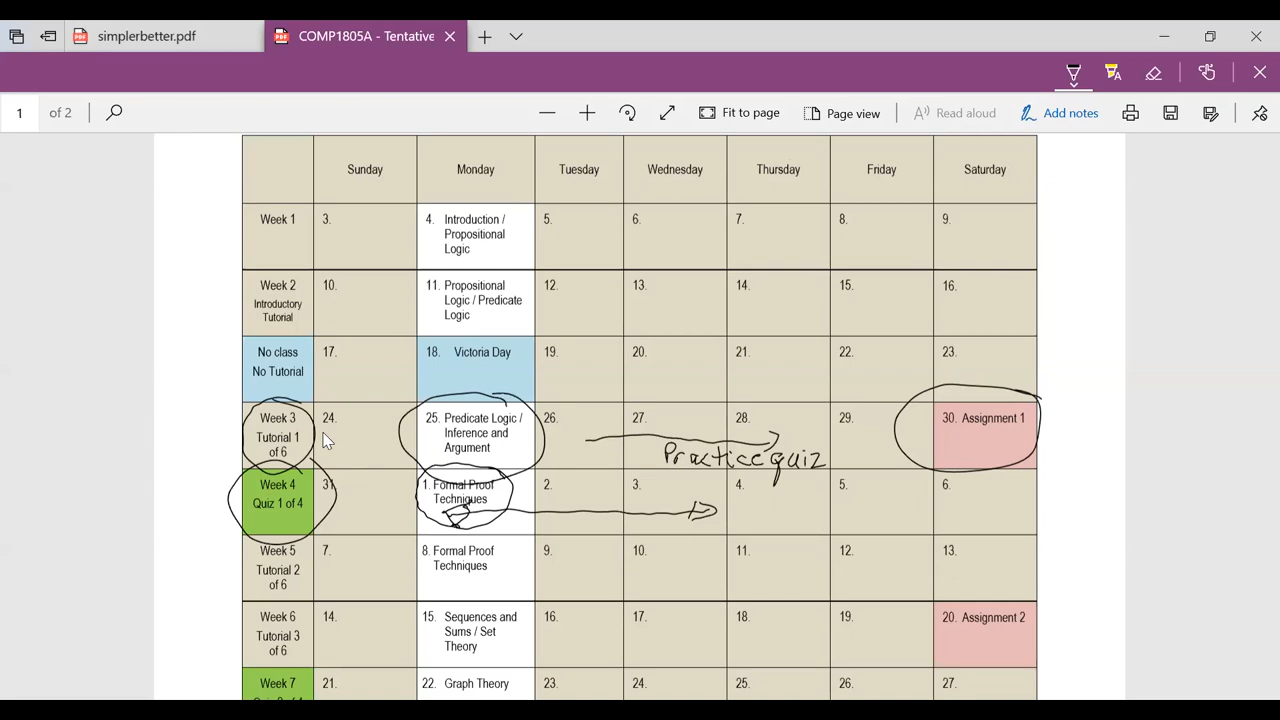 simplerbetter.pdf
COMP1805A - Tentative
1 of 2
Fit to page
Page view
Read aloud
Add notes
Sunday Monday Tuesday Wednesday Thursday Friday Saturday
Week 1 3. 4. Introduction / 5. 6. 7. 8. 9.
Propositional
Logic
Week 2 10. 11. Propositional 12. 13. 14. 15. 16.
Introductory Logic / Predicate
Tutorial Logic
No class 17. 18. Victoria Day 19. 20. 21. 22. 23.
No Tutorial
Week 3 24. 25. Predicate Logic / 26. 27. 28. 29. 30. Assignment 1
Tutorial 1 Inference and
of 6 Argument
Practice quiz
Week 4 31. 1. Formal Proof 2. 3. 4. 5. 6.
Quiz 1 of 4 Techniques
Week 5 7. 8. Formal Proof 9. 10. 11. 12. 13.
Tutorial 2 Techniques
of 6
Week 6 14. 15. Sequences and 16. 17. 18. 19. 20. Assignment 2
Tutorial 3 Sums / Set
of 6 Theory
Week 7 21. 22. Graph Theory 23. 24. 25. 26. 27.